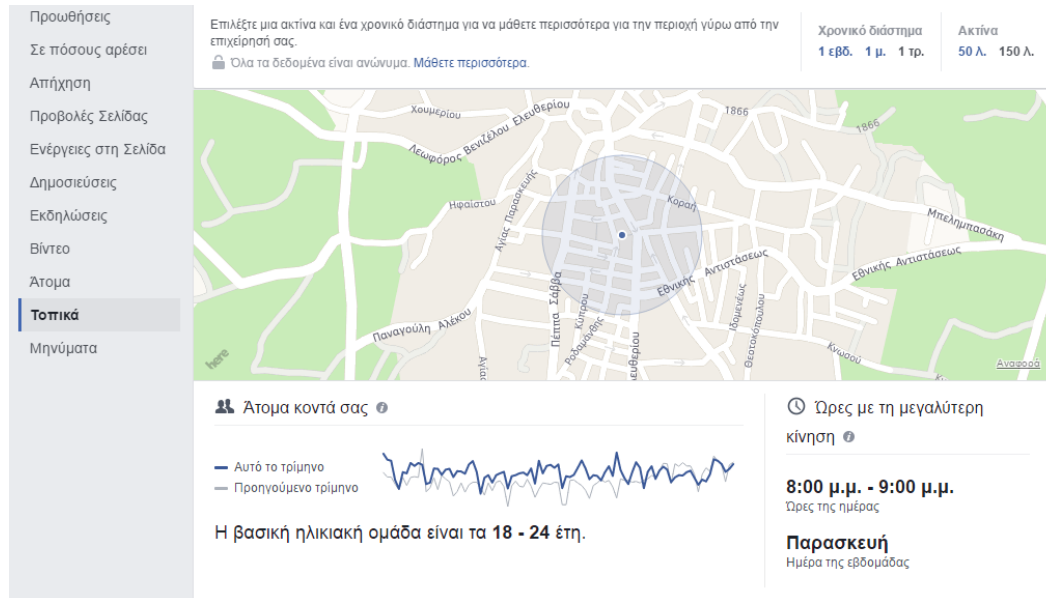 Προωθήσεις
Σε πόσους αρέσει
Απήχηση
Προβολές Σελίδας
Ενέργειες στη Σελίδα
Δημοσιεύσεις
Εκδηλώσεις
Βίντεο
Άτομα
Τοπικά
Μηνύματα
Επιλέξτε μια ακτίνα και ένα χρονικό διάστημα για να μάθετε περισσότερα για την περιοχή γύρω από την
επιχείρησή σας.
Όλα τα δεδομένα είναι ανώνυμα. Μάθετε περισσότερα.
Χρονικό διάστημα
1 εβδ. 1 μ. 1 τρ.
Ακτίνα
50 Λ. 150 Λ.
Χουμερίου
Λεωφόρος Βενιζέλου Ελευθερίου
1866
1866
Ηφαίστου
Αγίας Παρασκευής
Κοραή
Μπελημπασάκη
Εθνικής Αντιστάσεως
Εθνικής Αντιστάσεως
Παναγούλη Αλέκου
Πέππα Σάββα
Κύπρου
Ροδαμάνθης
ευθερίου
Ιδομενέως
Θεοτοκοπούλου
Κνωσού
Αγίας
here
Αναφορά
Άτομα κοντά σας
Αυτό το τρίμηνο
Προηγούμενο τρίμηνο
Η βασική ηλικιακή ομάδα είναι τα 18 - 24 έτη.
Ώρες με τη μεγαλύτερη
κίνηση
8:00 μ.μ. - 9:00 μ.μ.
Ώρες της ημέρας
Παρασκευή
Ημέρα της εβδομάδας